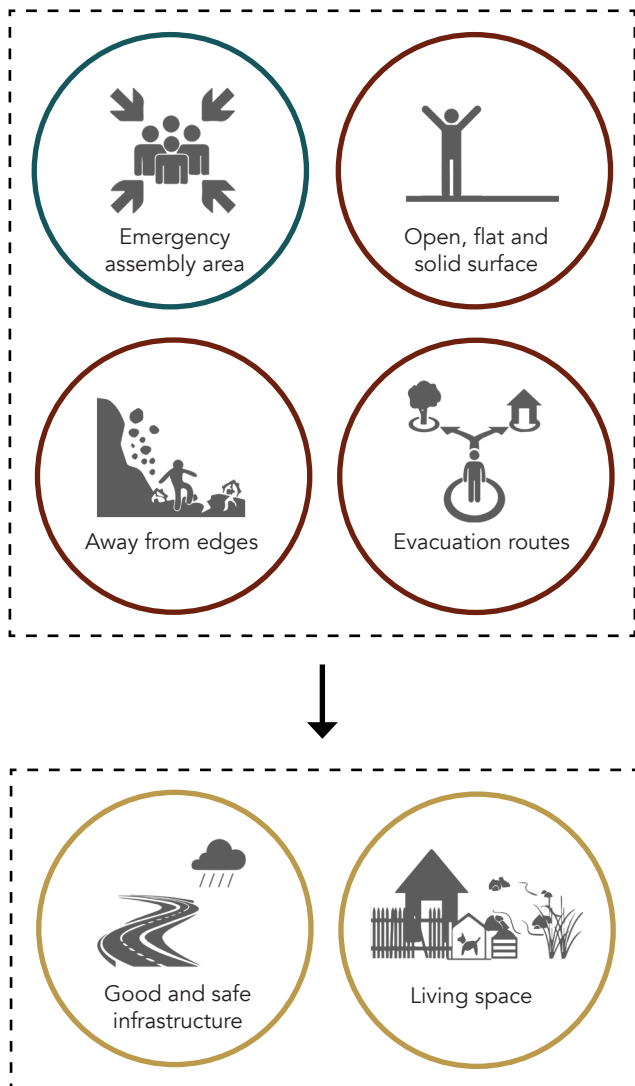 Emergency
assembly area
Open, flat and
solid surface
Away from edges
Evacuation routes
Good and safe
infrastructure
Living space